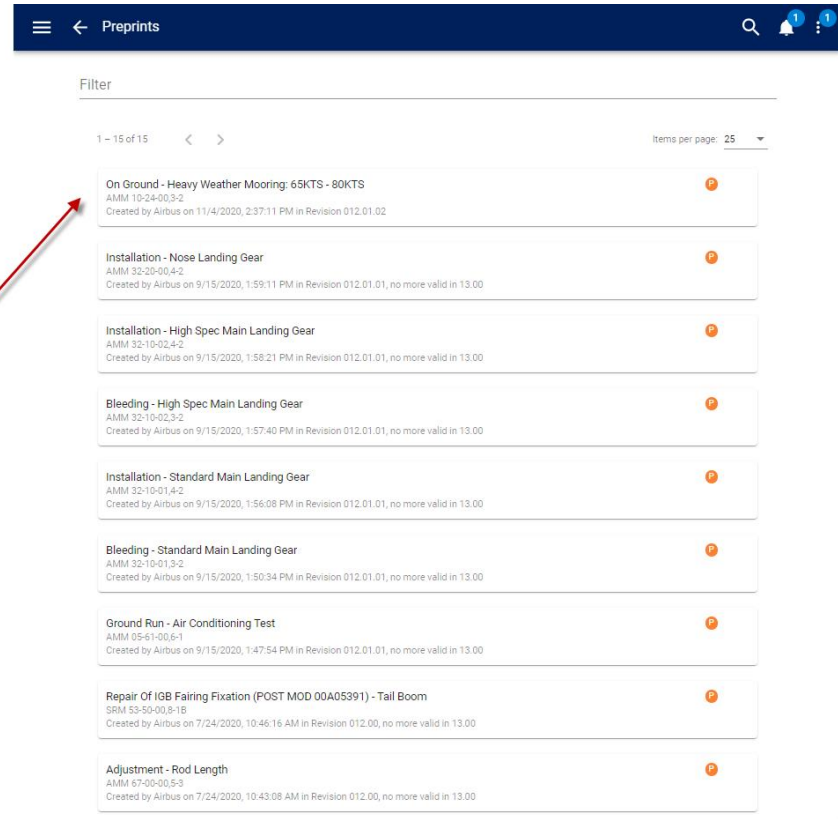 Preprints
1
1
Filter
1 – 15 of 15
Items per page: 25
On Ground - Heavy Weather Mooring: 65KTS - 80KTS
P
AMM 10-24-00,3-2
Created by Airbus on 11/4/2020, 2:37:11 PM in Revision 012.01.02
Installation - Nose Landing Gear
P
AMM 32-20-00,4-2
Created by Airbus on 9/15/2020, 1:59:11 PM in Revision 012.01.01, no more valid in 13.00
Installation - High Spec Main Landing Gear
P
AMM 32-10-02,4-2
Created by Airbus on 9/15/2020, 1:58:21 PM in Revision 012.01.01, no more valid in 13.00
Bleeding - High Spec Main Landing Gear
P
AMM 32-10-02,3-2
Created by Airbus on 9/15/2020, 1:57:40 PM in Revision 012.01.01, no more valid in 13.00
Installation - Standard Main Landing Gear
P
AMM 32-10-01,4-2
Created by Airbus on 9/15/2020, 1:56:08 PM in Revision 012.01.01, no more valid in 13.00
Bleeding - Standard Main Landing Gear
P
AMM 32-10-01,3-2
Created by Airbus on 9/15/2020, 1:50:34 PM in Revision 012.01.01, no more valid in 13.00
Ground Run - Air Conditioning Test
P
AMM 05-61-00,6-1
Created by Airbus on 9/15/2020, 1:47:54 PM in Revision 012.01.01, no more valid in 13.00
Repair Of IGB Fairing Fixation (POST MOD 00A05391) - Tail Boom
P
SRM 53-50-00,8-1B
Created by Airbus on 7/24/2020, 10:46:16 AM in Revision 012.00, no more valid in 13.00
Adjustment - Rod Length
P
AMM 67-00-00,5-3
Created by Airbus on 7/24/2020, 10:43:08 AM in Revision 012.00, no more valid in 13.00